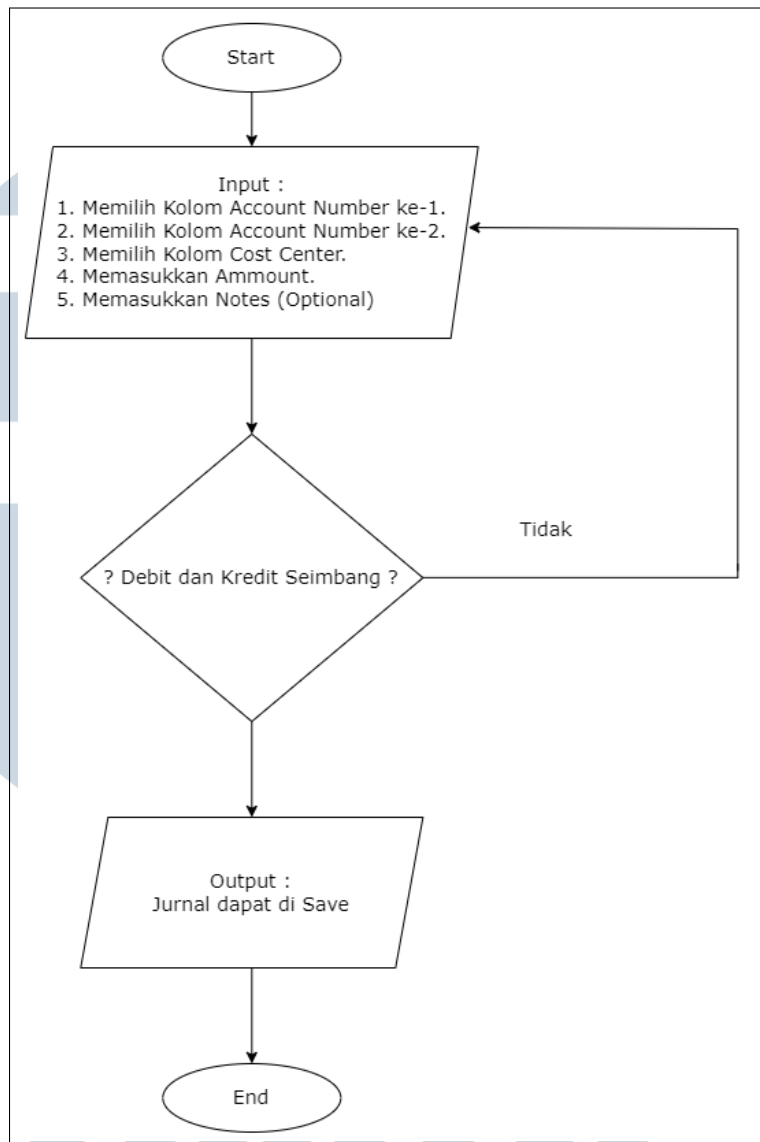 Start
Input :
1. Memilih Kolom Account Number ke-1.
2. Memilih Kolom Account Number ke-2.
3. Memilih Kolom Cost Center.
4. Memasukkan Ammount.
5. Memasukkan Notes (Optional)
Tidak
? Debit dan Kredit Seimbang ?
Output :
Jurnal dapat di Save
End